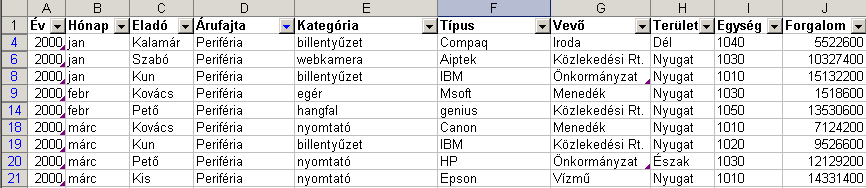 A B C D E F G H I J
1 Év Hónap Eladó Árufajta Kategória Típus Vevő Terület Egység Forgalom
4 2000 jan Kalamár Periféria billentyűzet Compaq Iroda Dél 1040 5522600
6 2000 jan Szabó Periféria webkamera Aiptek Közlekedési Rt. Nyugat 1030 10327400
8 2000 jan Kun Periféria billentyűzet IBM Önkormányzat Nyugat 1010 15132200
9 2000 febr Kovács Periféria egér Msoft Menedék Nyugat 1030 1518600
14 2000 febr Pető Periféria hangfal genius Közlekedési Rt. Nyugat 1050 13530600
18 2000 márc Kovács Periféria nyomtató Canon Menedék Nyugat 1010 7124200
19 2000 márc Kun Periféria billentyűzet IBM Közlekedési Rt. Nyugat 1020 9526600
20 2000 márc Pető Periféria nyomtató HP Önkormányzat Észak 1030 12129200
21 2000 márc Kis Periféria nyomtató Epson Vízmű Nyugat 1010 14331400